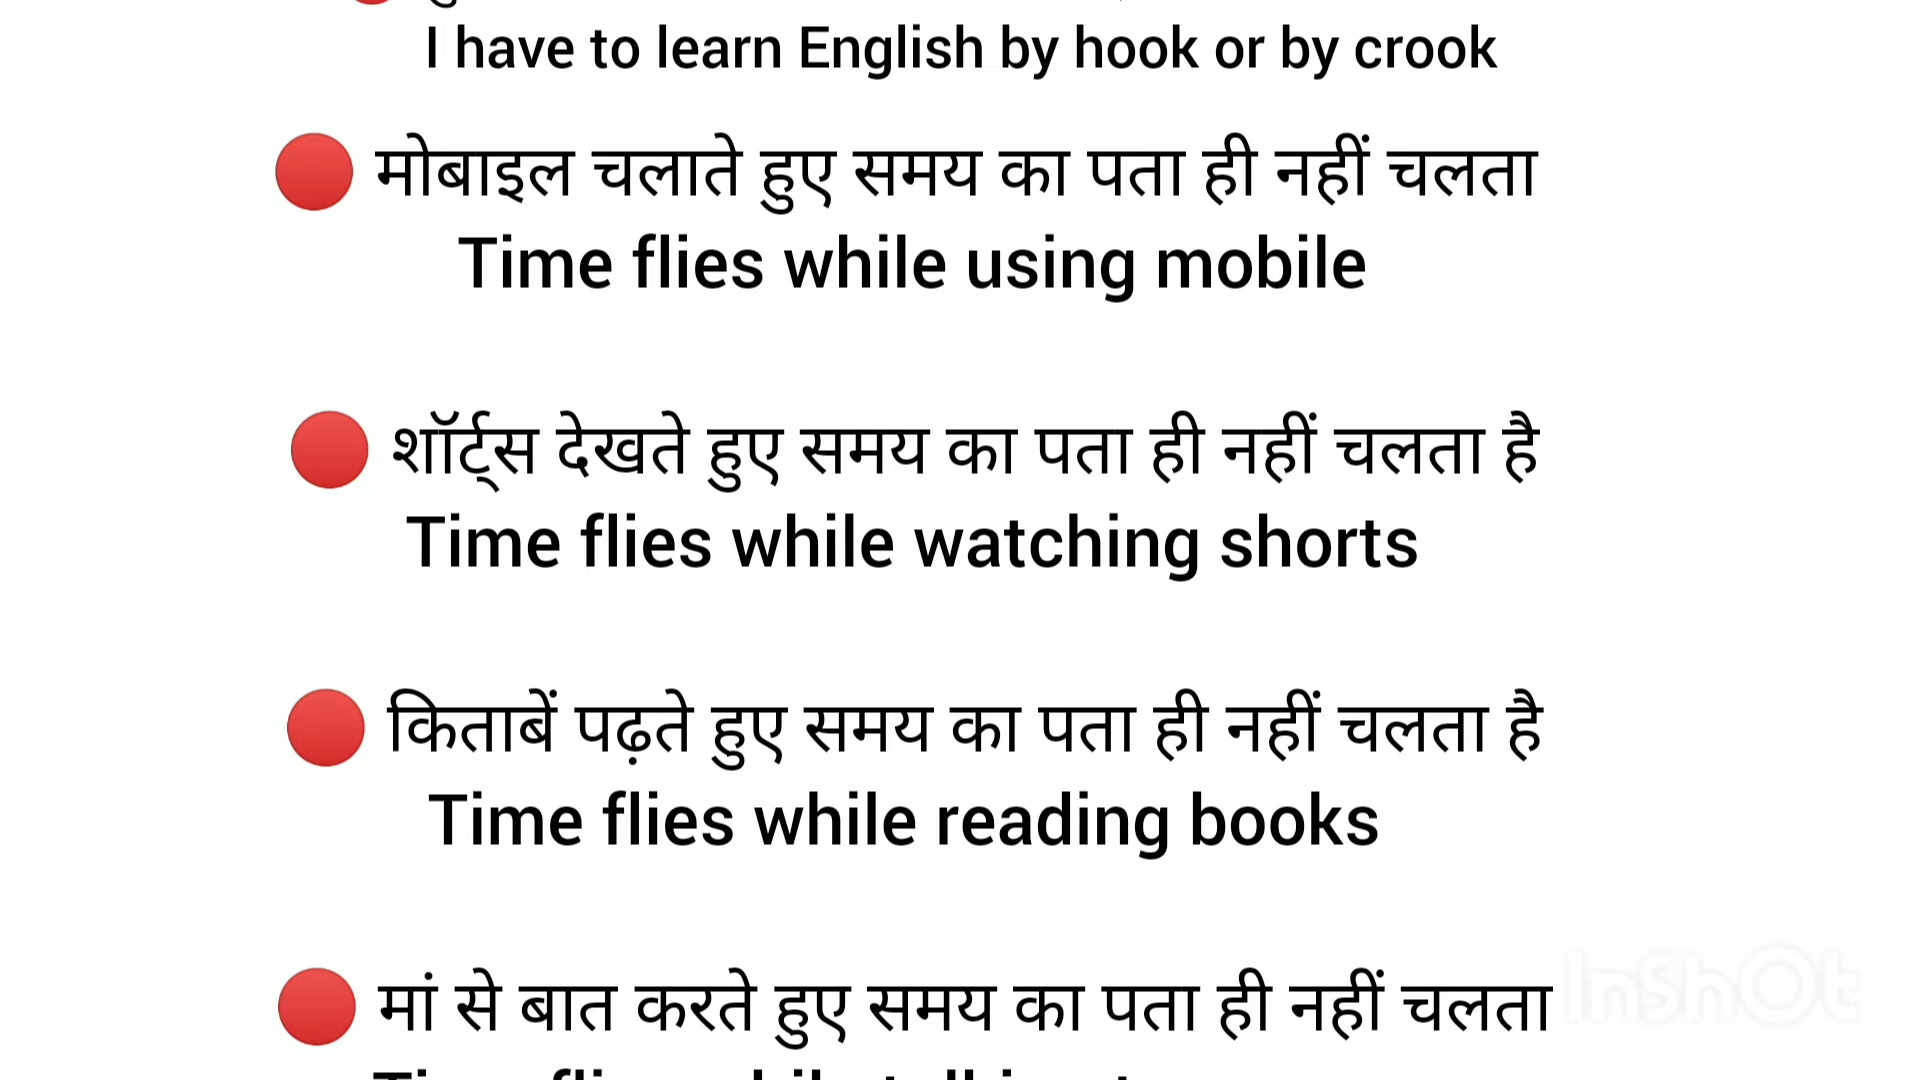 I have to learn English by hook or by crook
मोबाइल चलाते हुए समय का पता ही नहीं चलता
Time flies while using mobile
शॉर्ट्स देखते हुए समय का पता ही नहीं चलता है
Time flies while watching shorts
किताबें पढ़ते हुए समय का पता ही नहीं चलता है
Time flies while reading books
मां से बात करते हुए समय का पता ही नहीं चलता
InShOt